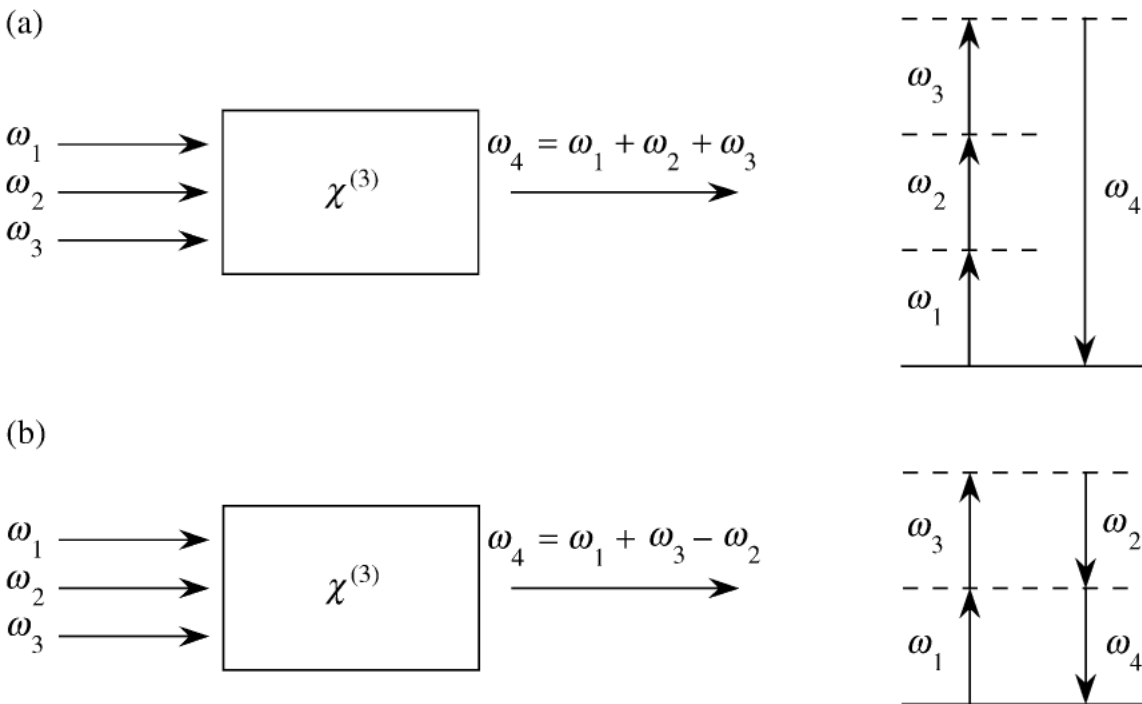 (a)
ω₁
ω₂
ω₃
χ⁽³⁾
ω₄ = ω₁ + ω₂ + ω₃
ω₃
ω₂
ω₁
ω₄
(b)
ω₁
ω₂
ω₃
χ⁽³⁾
ω₄ = ω₁ + ω₃ − ω₂
ω₃
ω₂
ω₁
ω₄